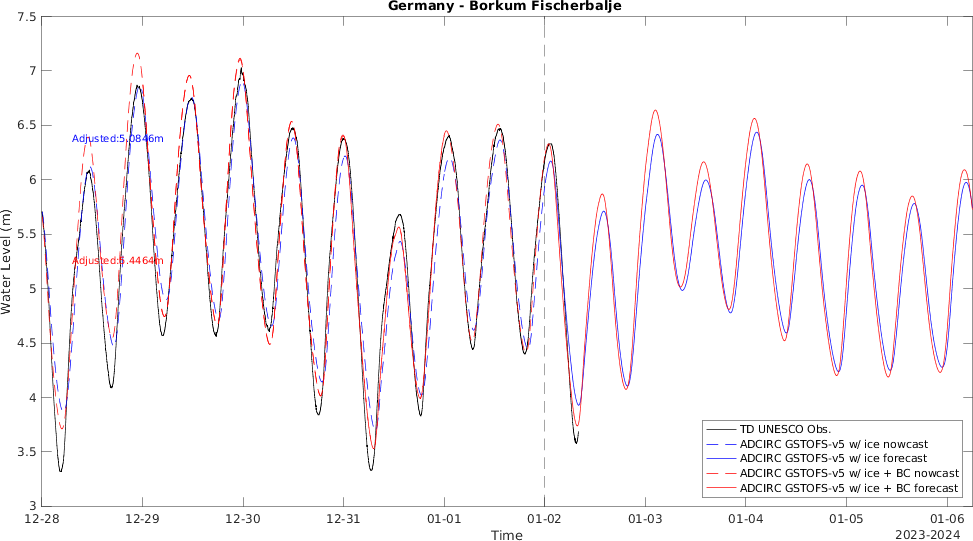 Germany - Borkum Fischerbalje
7.5
7
6.5
6
5.5
5
4.5
4
3.5
3
Water Level (m)
Adjusted:5.0846m
Adjusted:5.4464m
TD UNESCO Obs.
ADCIRC GSTOFS-v5 w/ ice nowcast
ADCIRC GSTOFS-v5 w/ ice forecast
ADCIRC GSTOFS-v5 w/ ice + BC nowcast
ADCIRC GSTOFS-v5 w/ ice + BC forecast
12-28 12-29 12-30 12-31 01-01 01-02 01-03 01-04 01-05 01-06
Time
2023-2024